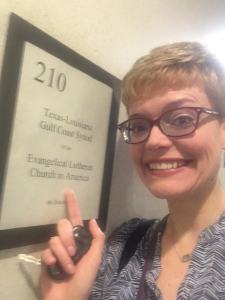 210
Texas-Louisiana
Gulf Coast Synod
Evangelical Lutheran
Church in America